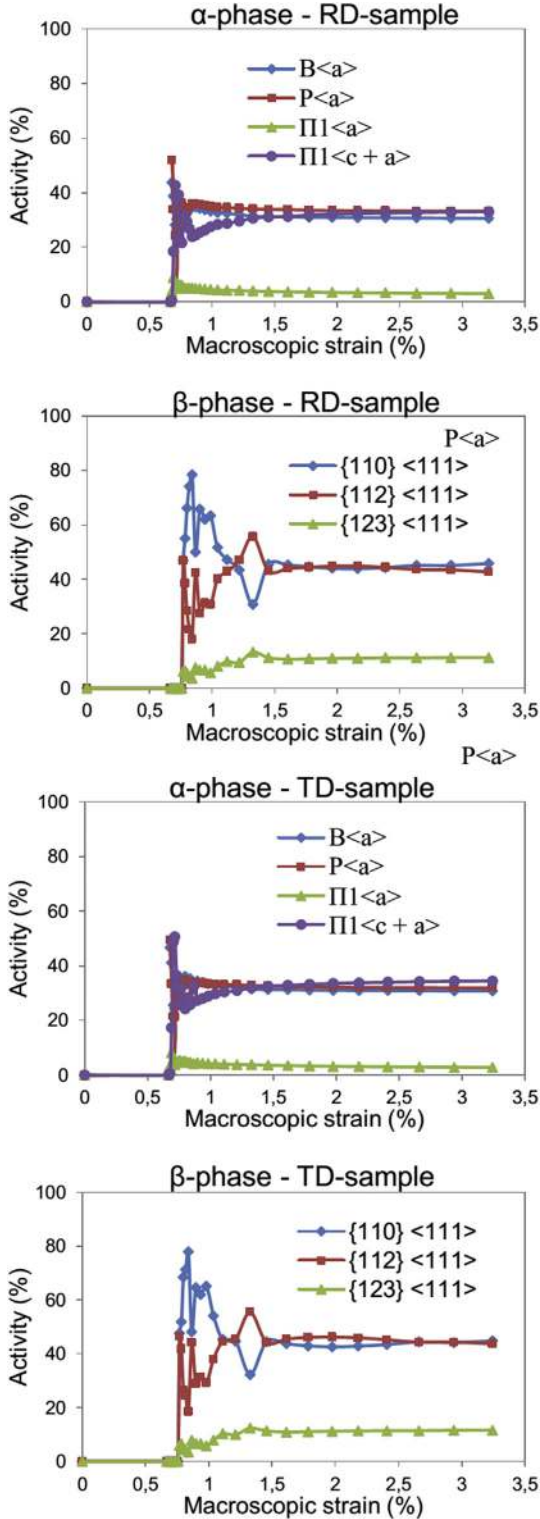 α-phase - RD-sample
100
80
60
40
20
0
Activity (%)
B<a>
P<a>
Π1<a>
Π1<c + a>
0 0,5 1 1,5 2 2,5 3 3,5
Macroscopic strain (%)
β-phase - RD-sample
P<a>
100
80
60
40
20
0
Activity (%)
{110} <111>
{112} <111>
{123} <111>
0 0,5 1 1,5 2 2,5 3 3,5
Macroscopic strain (%)
P<a>
α-phase - TD-sample
100
80
60
40
20
0
Activity (%)
B<a>
P<a>
Π1<a>
Π1<c + a>
0 0,5 1 1,5 2 2,5 3 3,5
Macroscopic strain (%)
β-phase - TD-sample
100
80
60
40
20
0
Activity (%)
{110} <111>
{112} <111>
{123} <111>
0 0,5 1 1,5 2 2,5 3 3,5
Macroscopic strain (%)